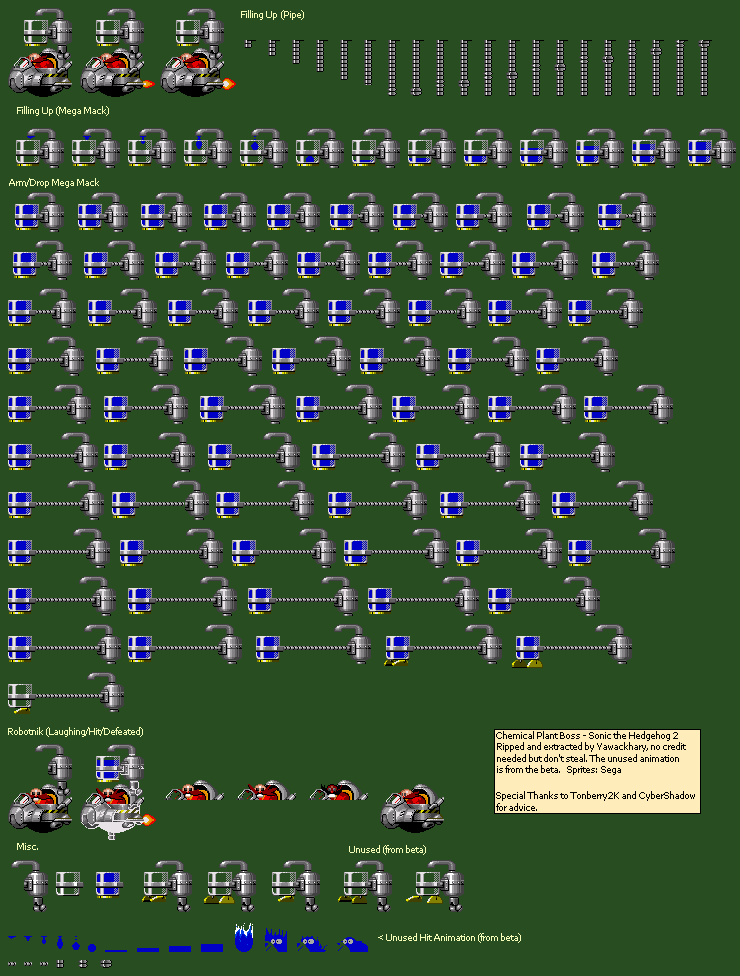 Filling Up (Pipe)
Filling Up (Mega Mack)
Arm/Drop Mega Mack
Robotnik (Laughing/Hit/Defeated)
Chemical Plant Boss - Sonic the Hedgehog 2
Ripped and extracted by Yawackhary, no credit
needed but don't steal. The unused animation
is from the beta.  Sprites: Sega
Special Thanks to Tonberry2K and CyberShadow
for advice.
Misc.
Unused (from beta)
< Unused Hit Animation (from beta)